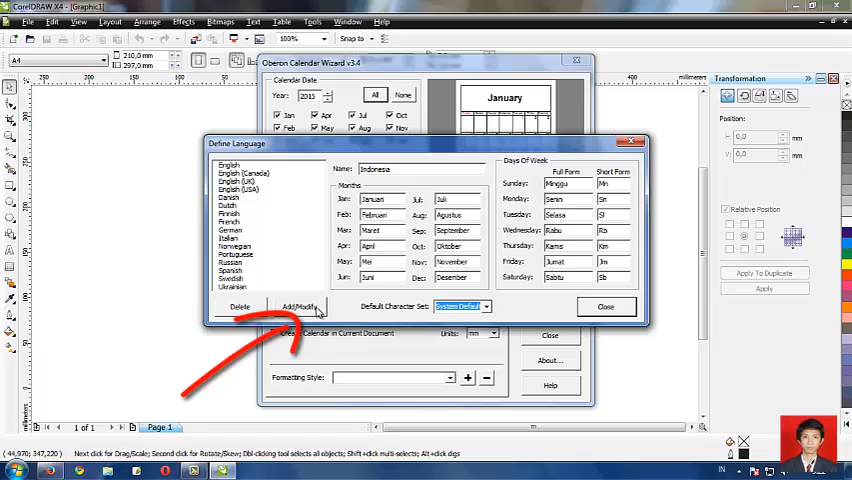 CorelDRAW X4 - [Graphic1]
File Edit View Layout Arrange Effects Bitmaps Text Table Tools Window Help
100% Snap to
A4 210,0 mm
297,0 mm
250 200 150 millimeters
Oberon Calendar Wizard v3.4
Calendar Date
Year: 2015 All None
Jan Apr Jul Oct
Feb May Aug Nov
January
Transformation
Position:
H: 0,0 mm
V: 0,0 mm
Relative Position
Apply To Duplicate
Apply
Define Language
English
English (Canada)
English (UK)
English (USA)
Danish
Dutch
Finnish
French
German
Italian
Norwegian
Portuguese
Russian
Spanish
Swedish
Ukrainian
Name: Indonesia
Months
Jan: Januari Jul: Juli
Feb: Februari Aug: Agustus
Mar: Maret Sep: September
Apr: April Oct: Oktober
May: Mei Nov: November
Jun: Juni Dec: Desember
Days Of Week
Full Form Short Form
Sunday: Minggu Mn
Monday: Senin Sn
Tuesday: Selasa Sl
Wednesday: Rabu Rb
Thursday: Kamis Km
Friday: Jumat Jm
Saturday: Sabtu Sb
Delete Add/Modify Default Character Set: System Default Close
Create Calendar in Current Document Units: mm Close
About...
Formatting Style: Help
1 of 1 Page 1
(44,970; 347,220) Next click for Drag/Scale; Second click for Rotate/Skew; Dbl-clicking tool selects all objects; Shift+click multi-selects; Alt+click digs
IN